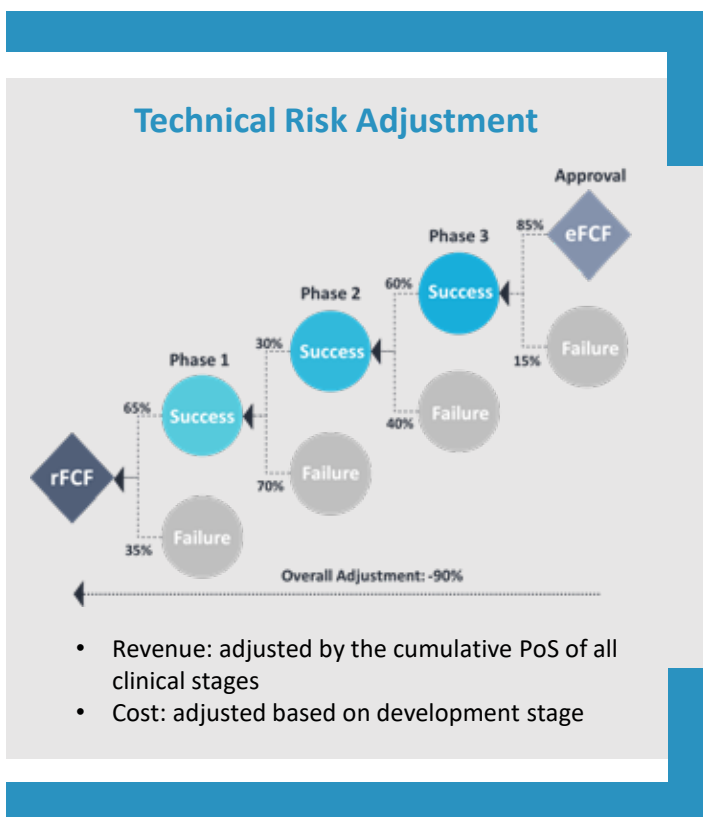 Technical Risk Adjustment
Approval
85%
eFCF
Phase 3
60%
Success
Phase 2
30%
Success
15%
Failure
Phase 1
65%
Success
40%
Failure
rFCF
70%
Failure
35%
Failure
Overall Adjustment: -90%
• Revenue: adjusted by the cumulative PoS of all
clinical stages
• Cost: adjusted based on development stage